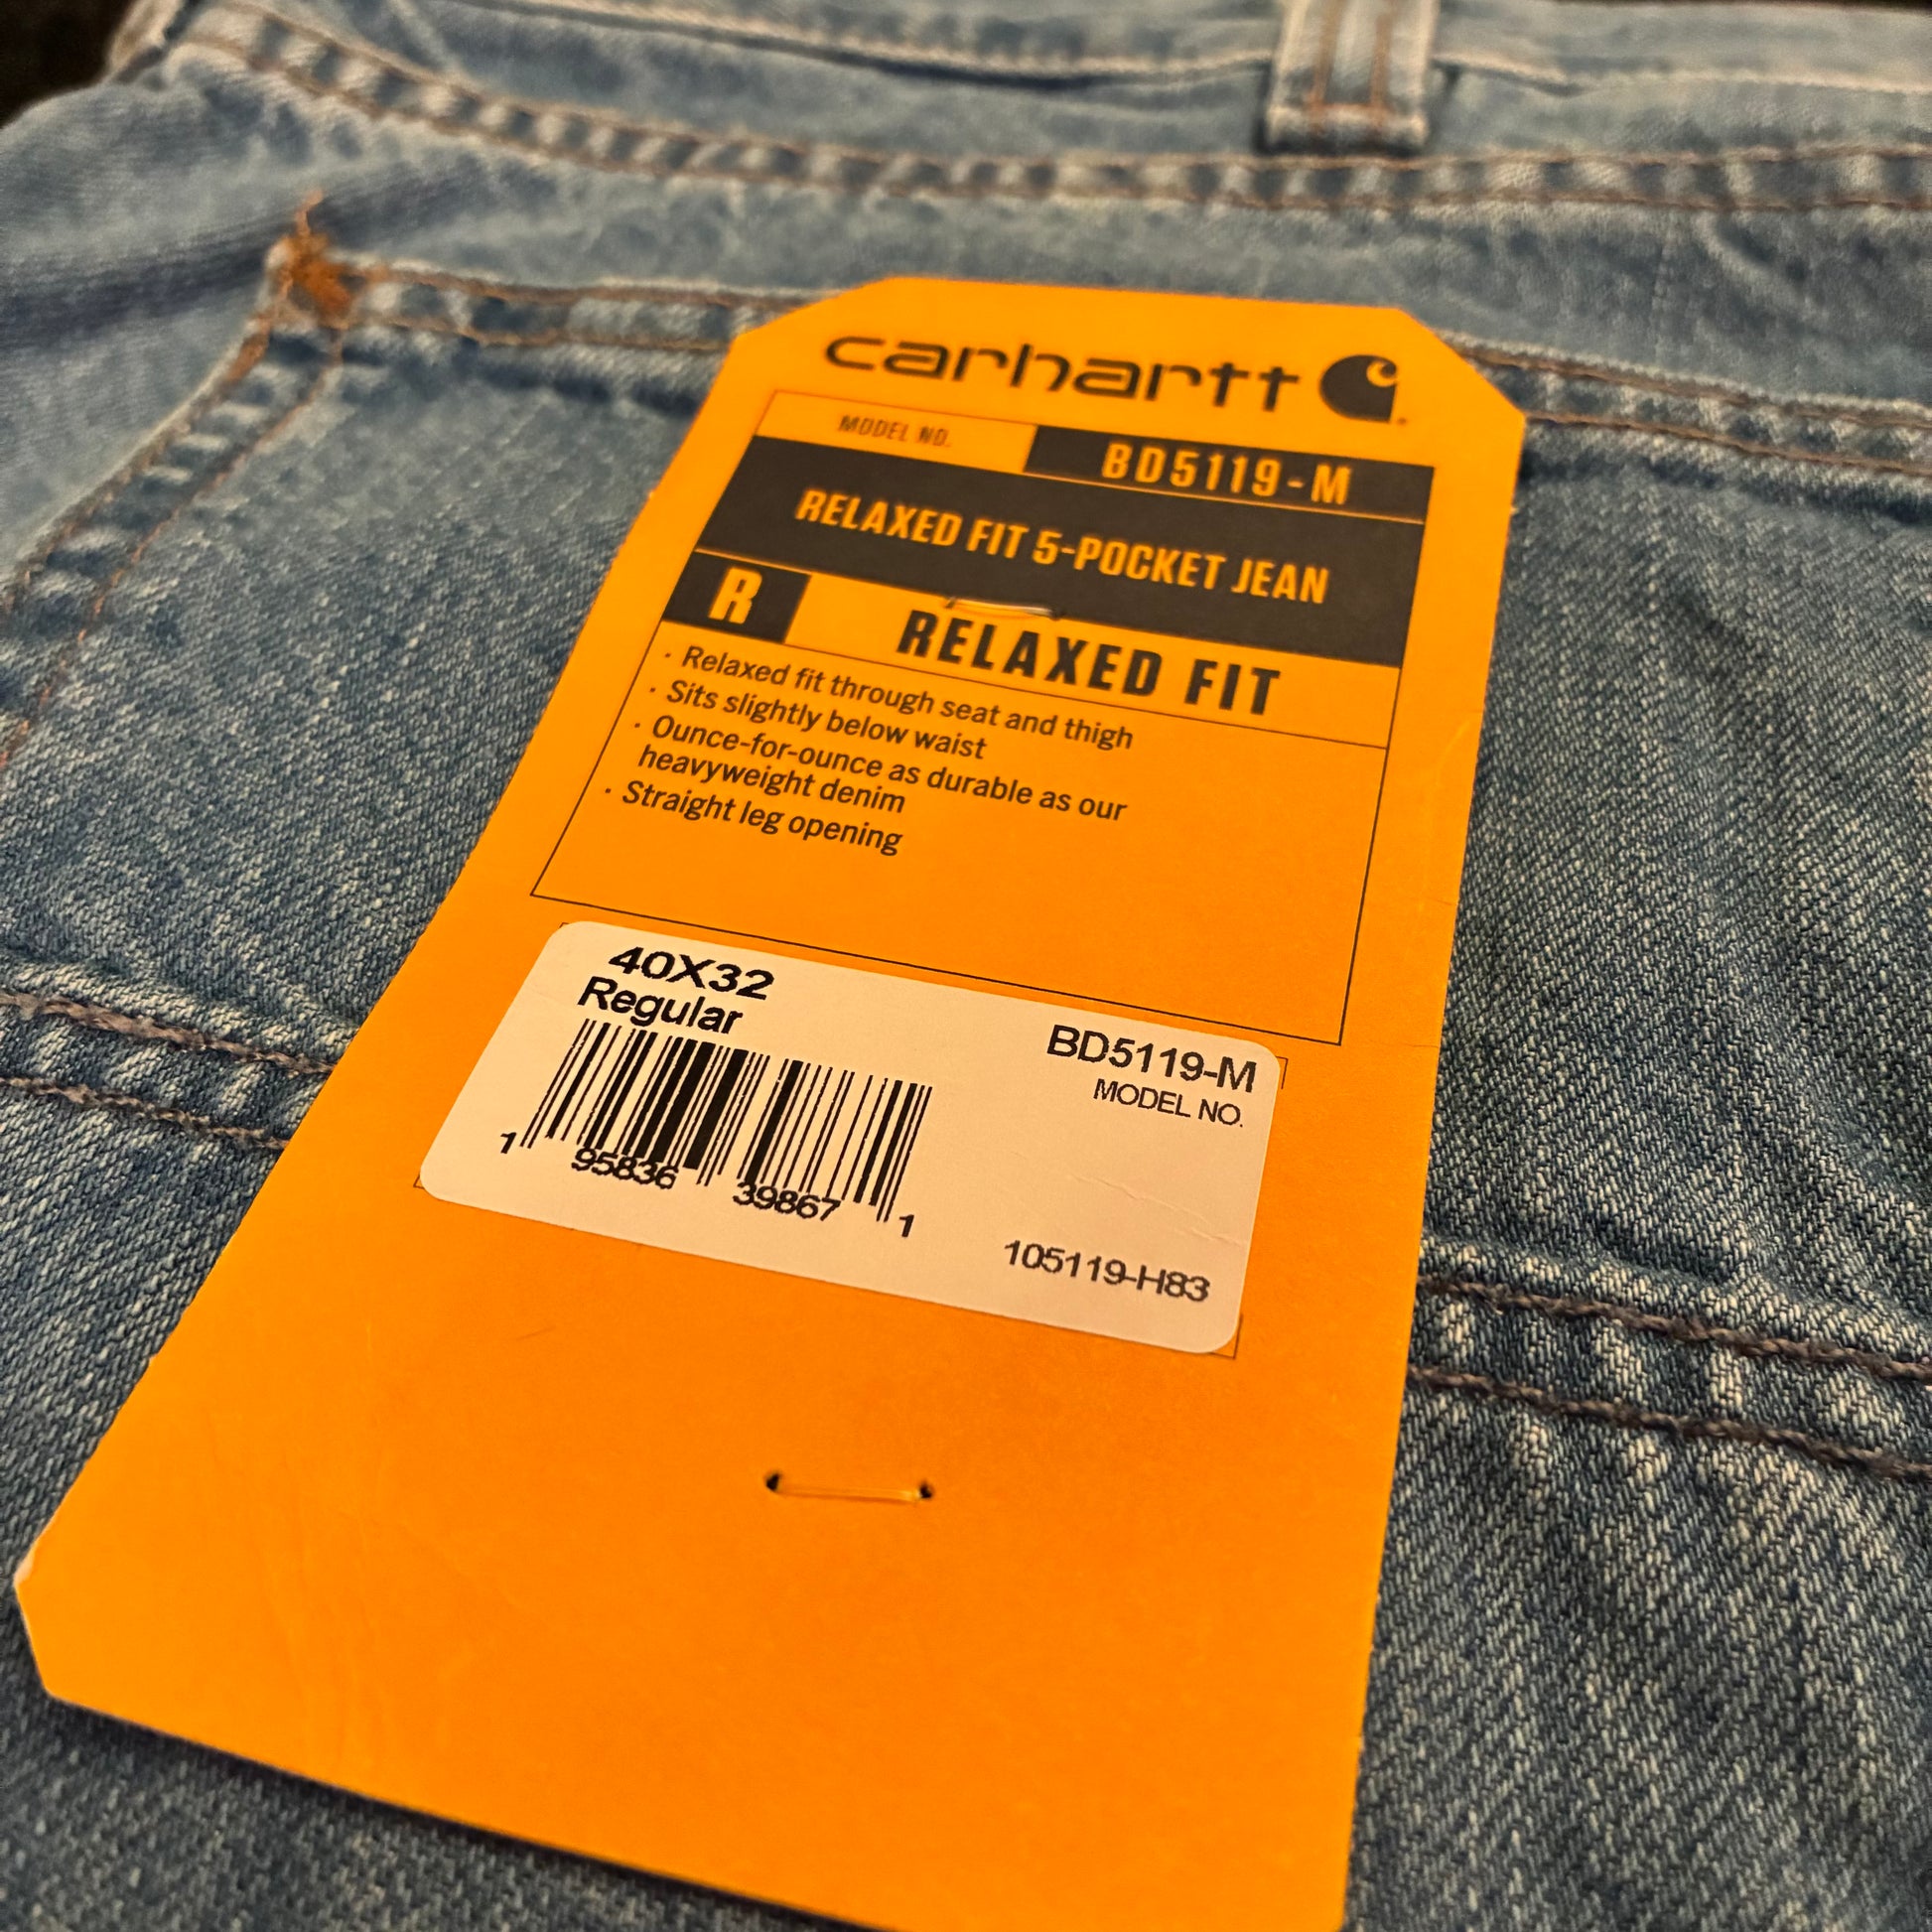 carhartt
MODEL NO.
BD5119-M
RELAXED FIT 5-POCKET JEAN
R
RELAXED FIT
· Relaxed fit through seat and thigh
· Sits slightly below waist
· Ounce-for-ounce as durable as our
heavyweight denim
· Straight leg opening
40X32
Regular
BD5119-M
MODEL NO.
1 95836 39867 1
105119-H83